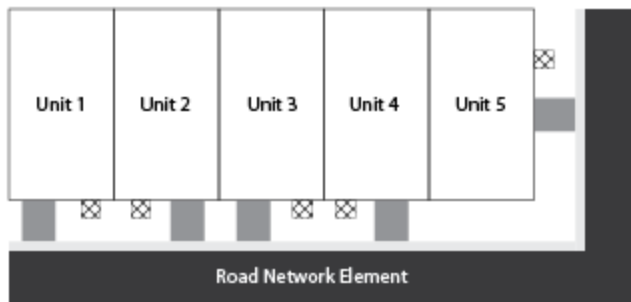 Unit 1
Unit 2
Unit 3
Unit 4
Unit 5
Road Network Element